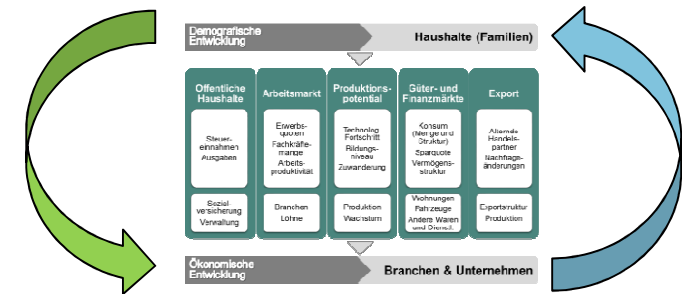 Demografische
Entwicklung
Haushalte (Familien)
Öffentliche
Haushalte
Steuer-
einnahmen
Ausgaben
Sozial-
versicherung
Verwaltung
Arbeitsmarkt
Erwerbs-
quoten
Fachkräfte-
mangel
Arbeits-
produktivität
Branchen
Löhne
Produktions-
potential
Technolog.
Fortschritt
Bildungs-
niveau
Zuwanderung
Produktion
Wachstum
Güter- und
Finanzmärkte
Konsum
(Menge und
Struktur)
Sparquote
Vermögens-
struktur
Wohnungen
Fahrzeuge
Andere Waren
und Dienstl.
Export
Alternde
Handels-
partner
Nachfrage-
änderungen
Exportstruktur
Produktion
Ökonomische
Entwicklung
Branchen & Unternehmen